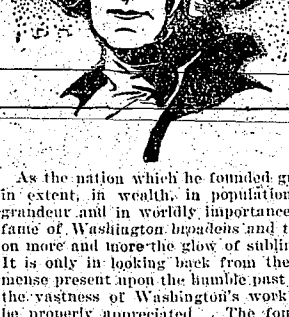 As the nation which he founded
in extent, in wealth, in population
grandeur and in worldly importance
fame of Washington broadens and
on more and more the glow of
It is only in looking back from the
mense present upon the humble past
the vastness of Washington's work
be properly appreciated. The